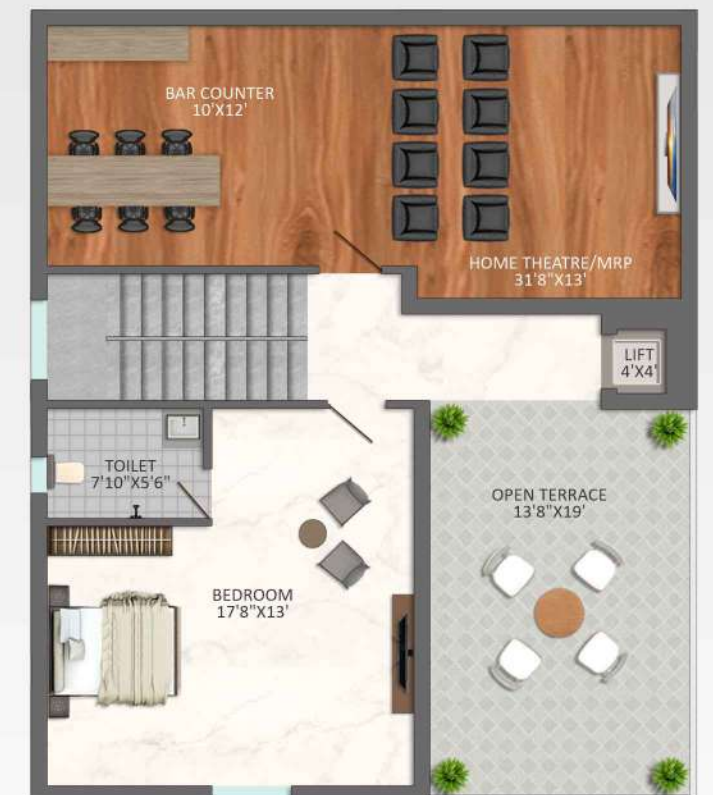 BAR COUNTER
10'X12'
HOME THEATRE/MRP
31'8"X13'
LIFT
4'X4'
TOILET
7'10"X5'6"
OPEN TERRACE
13'8"X19'
BEDROOM
17'8"X13'